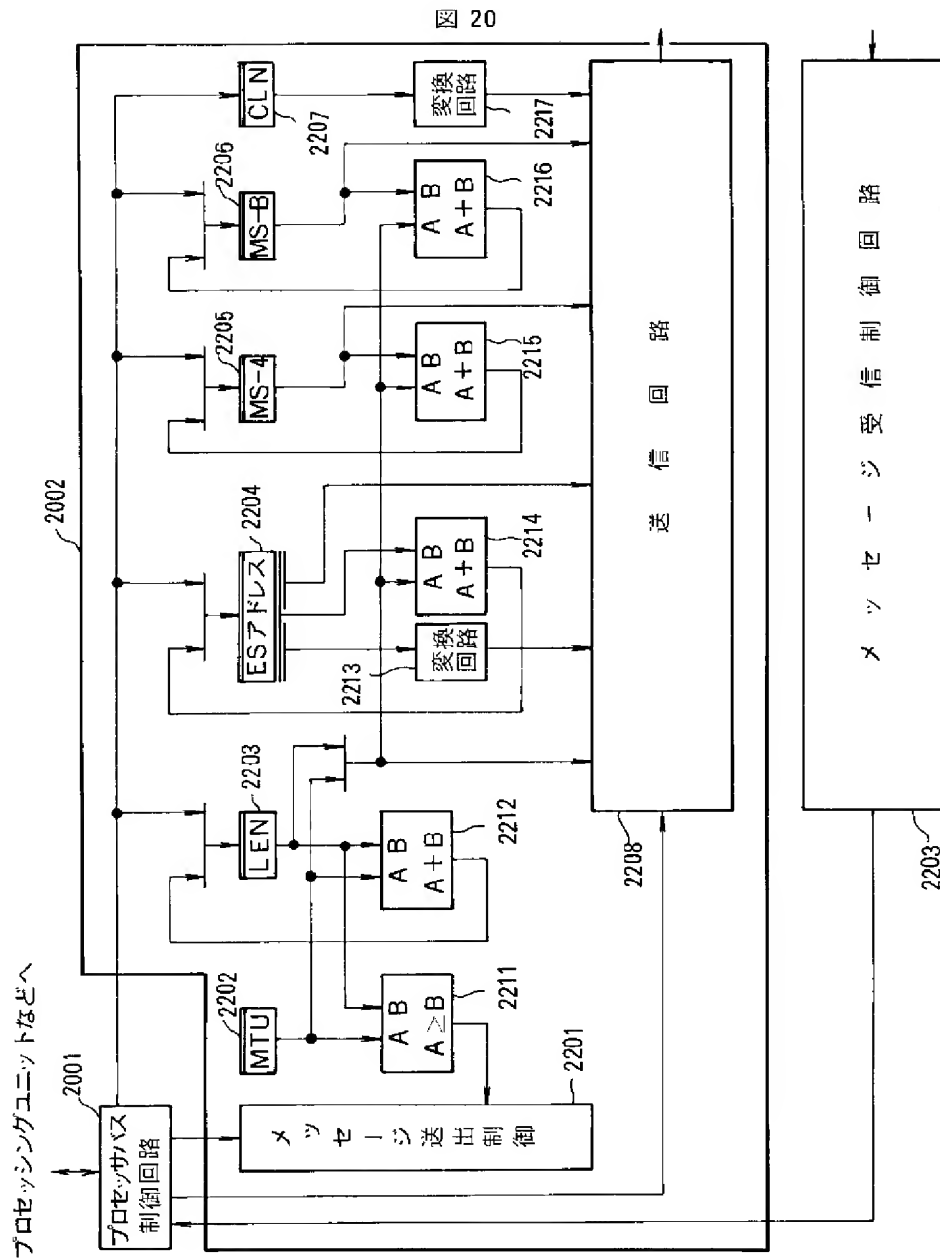 図 20
プロセッシングユニットなどへ
2001
プロセッサバス
制御回路
2002
2201
メッセージ送出制御
2202
MTU
A B
A≧B
2211
2203
LEN
A B
A+B
2212
2204
ESアドレス
2213
変換
回路
A B
A+B
2214
2205
MS-4
A B
A+B
2215
2206
MS-B
A B
A+B
2216
CLN
2207
変換
回路
2217
2208
送信回路
メッセージ受信制御回路
2203